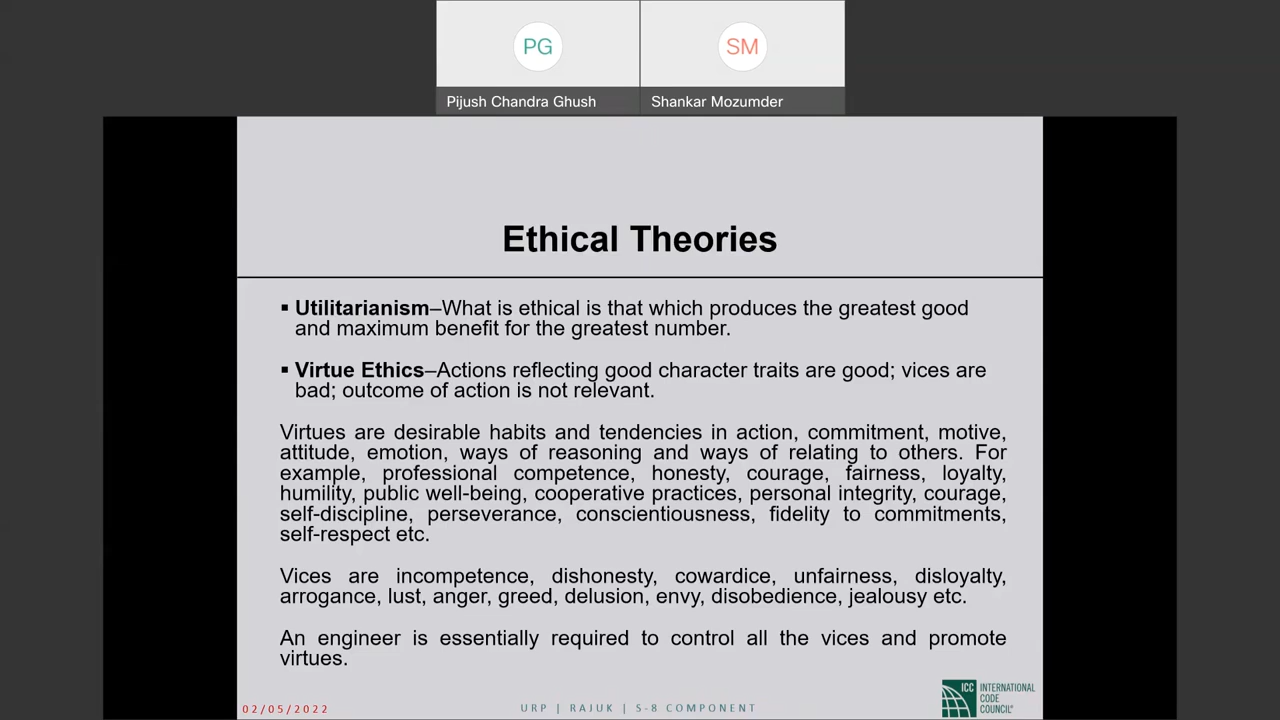 PG
SM
Pijush Chandra Ghush
Shankar Mozumder
Ethical Theories
▪ Utilitarianism–What is ethical is that which produces the greatest good
and maximum benefit for the greatest number.
▪ Virtue Ethics–Actions reflecting good character traits are good; vices are
bad; outcome of action is not relevant.
Virtues are desirable habits and tendencies in action, commitment, motive,
attitude, emotion, ways of reasoning and ways of relating to others. For
example, professional competence, honesty, courage, fairness, loyalty,
humility, public well-being, cooperative practices, personal integrity, courage,
self-discipline, perseverance, conscientiousness, fidelity to commitments,
self-respect etc.
Vices are incompetence, dishonesty, cowardice, unfairness, disloyalty,
arrogance, lust, anger, greed, delusion, envy, disobedience, jealousy etc.
An engineer is essentially required to control all the vices and promote
virtues.
02/05/2022
URP | RAJUK | S-8 COMPONENT
ICC
INTERNATIONAL
CODE
COUNCIL®